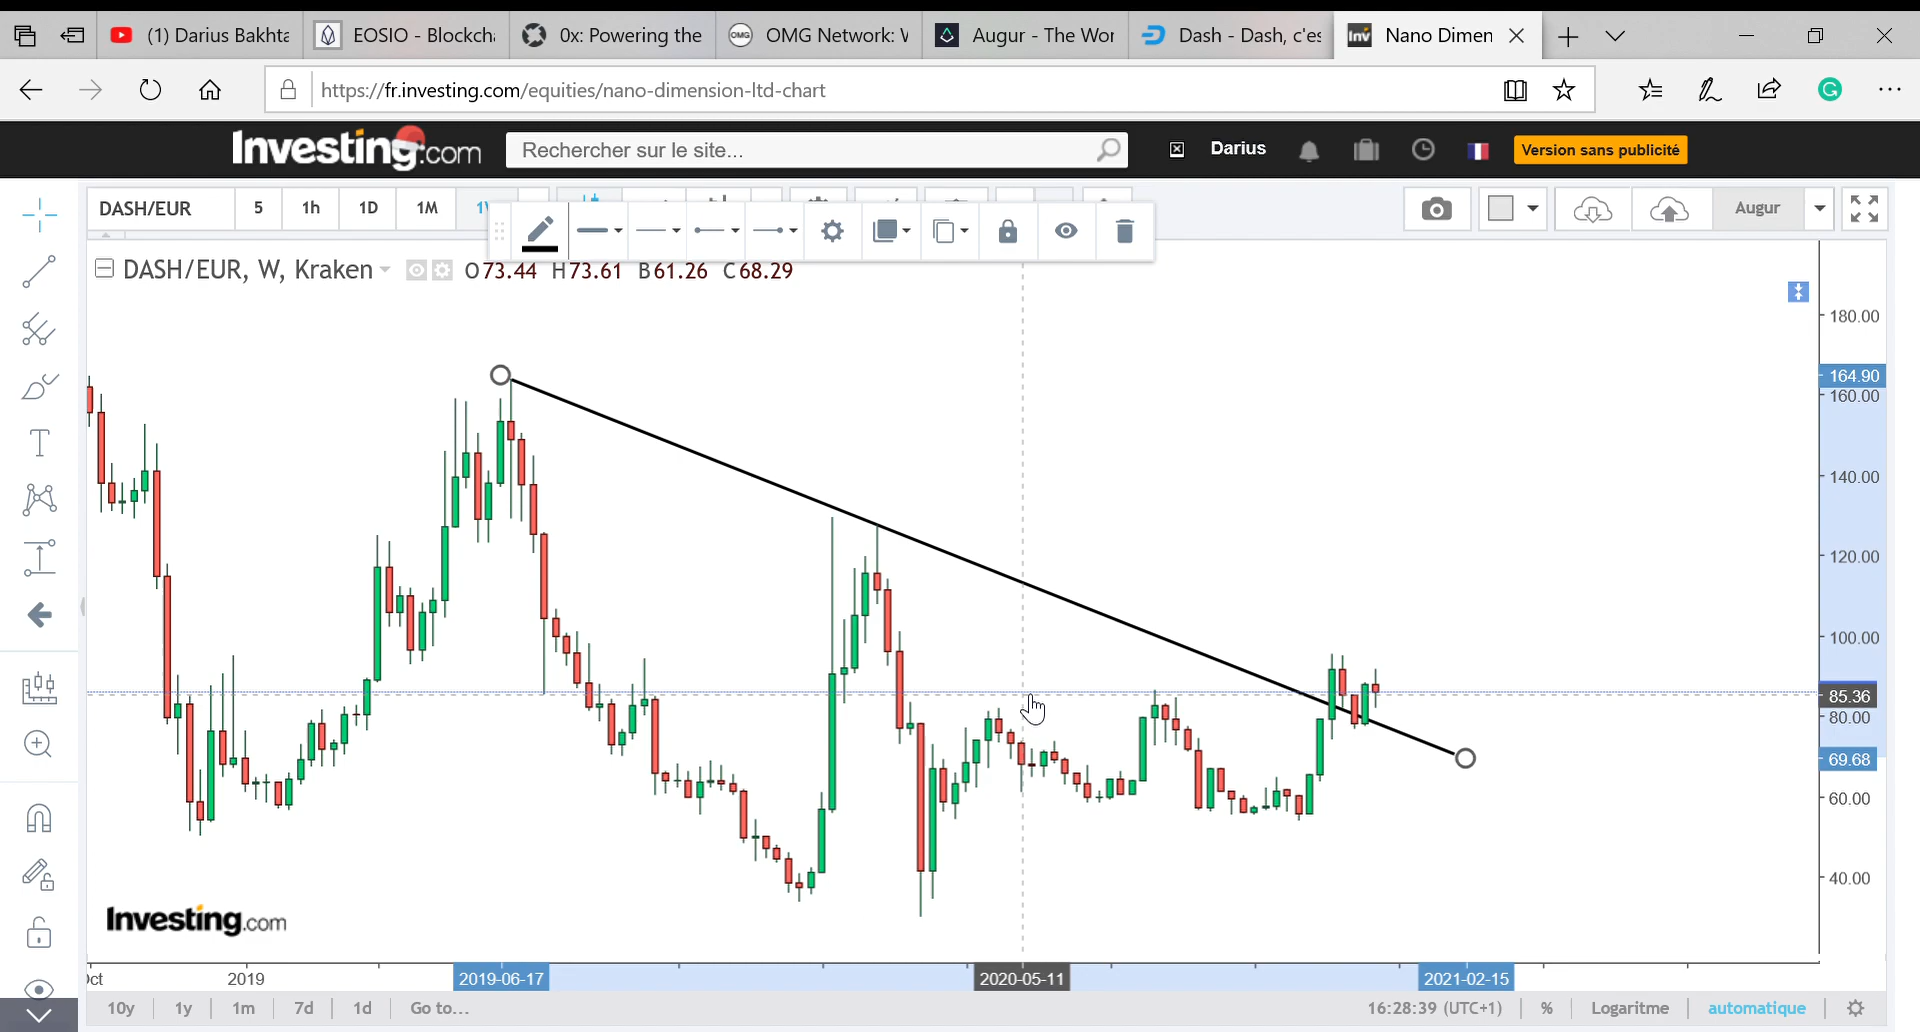 (1) Darius Bakhta
EOSIO - Blockcha
0x: Powering the
OMG
OMG Network: V
Augur - The Wor
Dash - Dash, c'es
Inv
Nano Dimen
https://fr.investing.com/equities/nano-dimension-ltd-chart
G
Investing.com
Rechercher sur le site...
Darius
Version sans publicité
DASH/EUR
5
1h
1D
1M
Augur
DASH/EUR, W, Kraken
O73.44 H73.61 B61.26 C68.29
180.00
164.90
160.00
140.00
120.00
100.00
85.36
80.00
69.68
60.00
40.00
T
Investing.com
2019
2019-06-17
2020-05-11
2021-02-15
10y
1y
1m
7d
1d
Go to...
16:28:39 (UTC+1)
%
Logaritme
automatique